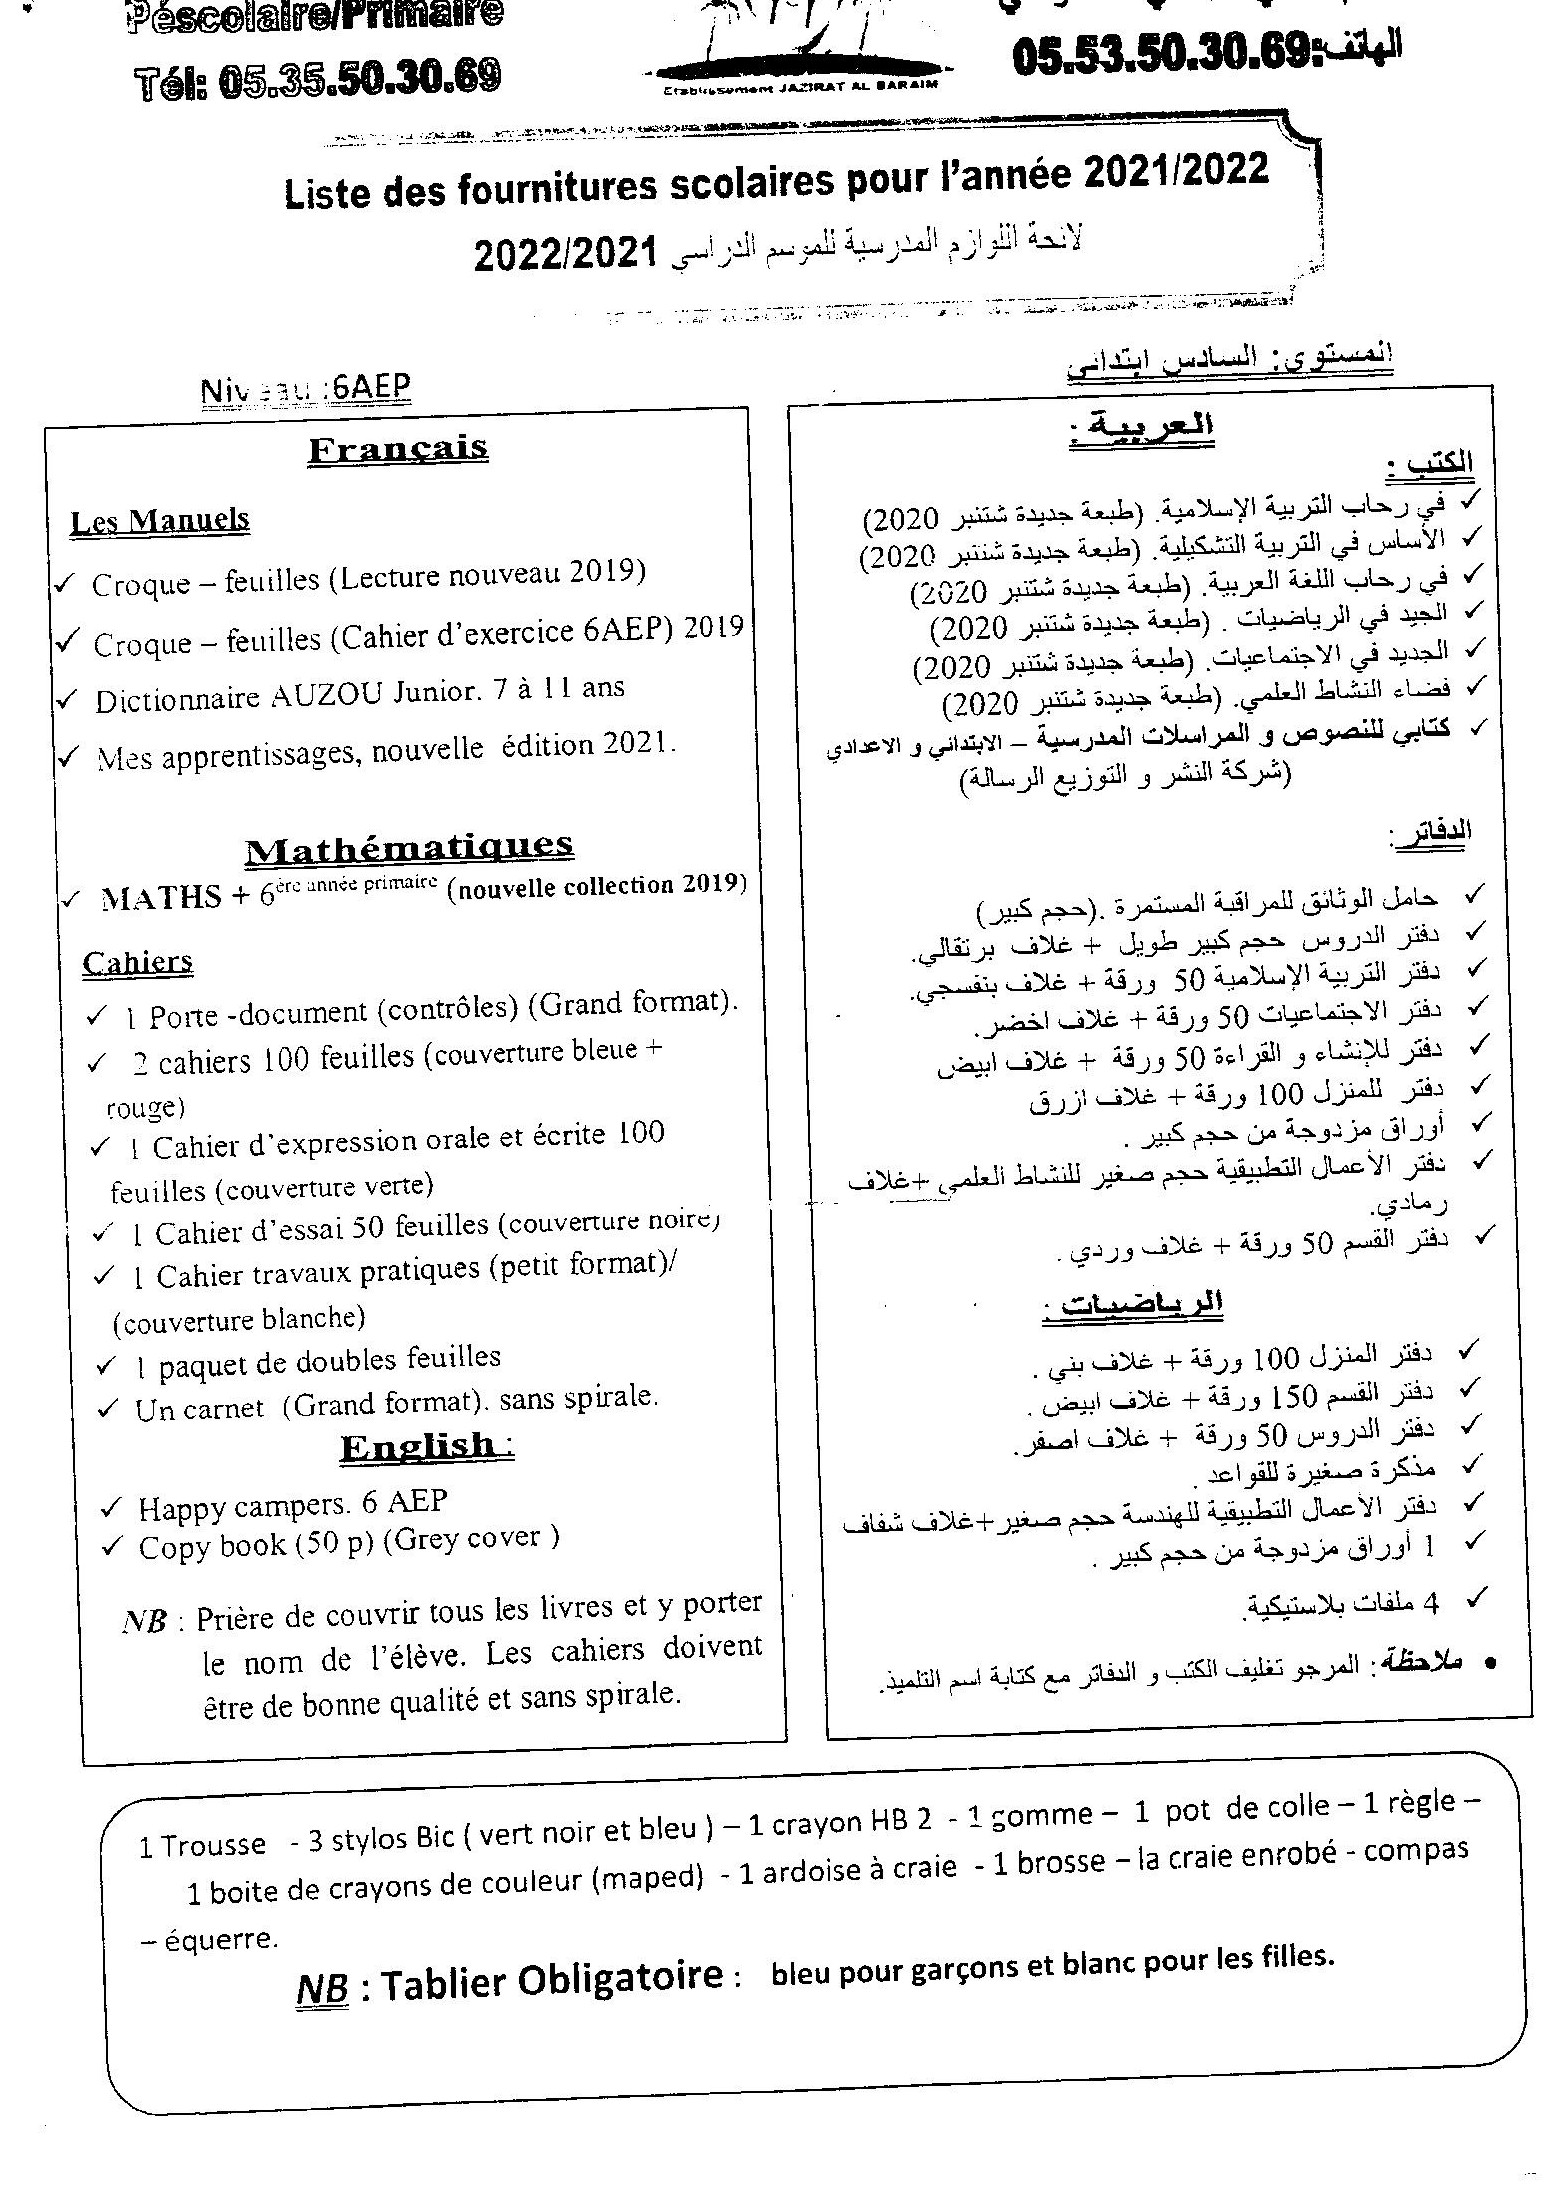 Péscolaire/Primaire
Tél: 05.35.50.30.69
Etablissement JAZIRAT AL BARAIM
الهاتف:05.53.50.30.69
Liste des fournitures scolaires pour l'année 2021/2022
لائحة اللوازم المدرسية للموسم الدراسي 2022/2021
Niveau :6AEP
Français
Les Manuels
✓ Croque – feuilles (Lecture nouveau 2019)
✓ Croque – feuilles (Cahier d'exercice 6AEP) 2019
✓ Dictionnaire AUZOU Junior. 7 à 11 ans
✓ Mes apprentissages, nouvelle édition 2021.
Mathématiques
✓ MATHS + 6ère année primaire (nouvelle collection 2019)
Cahiers
✓ 1 Porte -document (contrôles) (Grand format).
✓ 2 cahiers 100 feuilles (couverture bleue +
rouge)
✓ 1 Cahier d'expression orale et écrite 100
feuilles (couverture verte)
✓ 1 Cahier d'essai 50 feuilles (couverture noire)
✓ 1 Cahier travaux pratiques (petit format)/
(couverture blanche)
✓ 1 paquet de doubles feuilles
✓ Un carnet (Grand format). sans spirale.
English :
✓ Happy campers. 6 AEP
✓ Copy book (50 p) (Grey cover )
NB : Prière de couvrir tous les livres et y porter
le nom de l'élève. Les cahiers doivent
être de bonne qualité et sans spirale.
المستوى: السادس ابتدائي
العربية :
الكتب :
✓ في رحاب التربية الإسلامية. (طبعة جديدة شتنبر 2020)
✓ الأساس في التربية التشكيلية. (طبعة جديدة شتنبر 2020)
✓ في رحاب اللغة العربية. (طبعة جديدة شتنبر 2020)
✓ الجيد في الرياضيات . (طبعة جديدة شتنبر 2020)
✓ الجديد في الاجتماعيات. (طبعة جديدة شتنبر 2020)
✓ فضاء النشاط العلمي. (طبعة جديدة شتنبر 2020)
✓ كتابي للنصوص و المراسلات المدرسية – الابتدائي و الاعدادي
(شركة النشر و التوزيع الرسالة)
الدفاتر:
✓ حامل الوثائق للمراقبة المستمرة .(حجم كبير)
✓ دفتر الدروس حجم كبير طويل + غلاف برتقالي.
✓ دفتر التربية الإسلامية 50 ورقة + غلاف بنفسجي.
✓ دفتر الاجتماعيات 50 ورقة + غلاف اخضر.
✓ دفتر للإنشاء و القراءة 50 ورقة + غلاف ابيض
✓ دفتر للمنزل 100 ورقة + غلاف ازرق
✓ أوراق مزدوجة من حجم كبير .
✓ دفتر الأعمال التطبيقية حجم صغير للنشاط العلمي +غلاف
رمادي.
✓ دفتر القسم 50 ورقة + غلاف وردي .
الرياضيات :
✓ دفتر المنزل 100 ورقة + غلاف بني .
✓ دفتر القسم 150 ورقة + غلاف ابيض .
✓ دفتر الدروس 50 ورقة + غلاف اصفر.
✓ مذكرة صغيرة للقواعد .
✓ دفتر الأعمال التطبيقية للهندسة حجم صغير+غلاف شفاف
✓ 1 أوراق مزدوجة من حجم كبير .
✓ 4 ملفات بلاستيكية.
• ملاحظة: المرجو تغليف الكتب و الدفاتر مع كتابة اسم التلميذ.
1 Trousse - 3 stylos Bic ( vert noir et bleu ) – 1 crayon HB 2 - 1 gomme – 1 pot de colle – 1 règle –
1 boite de crayons de couleur (maped) - 1 ardoise à craie - 1 brosse – la craie enrobé - compas
– équerre.
NB : Tablier Obligatoire : bleu pour garçons et blanc pour les filles.